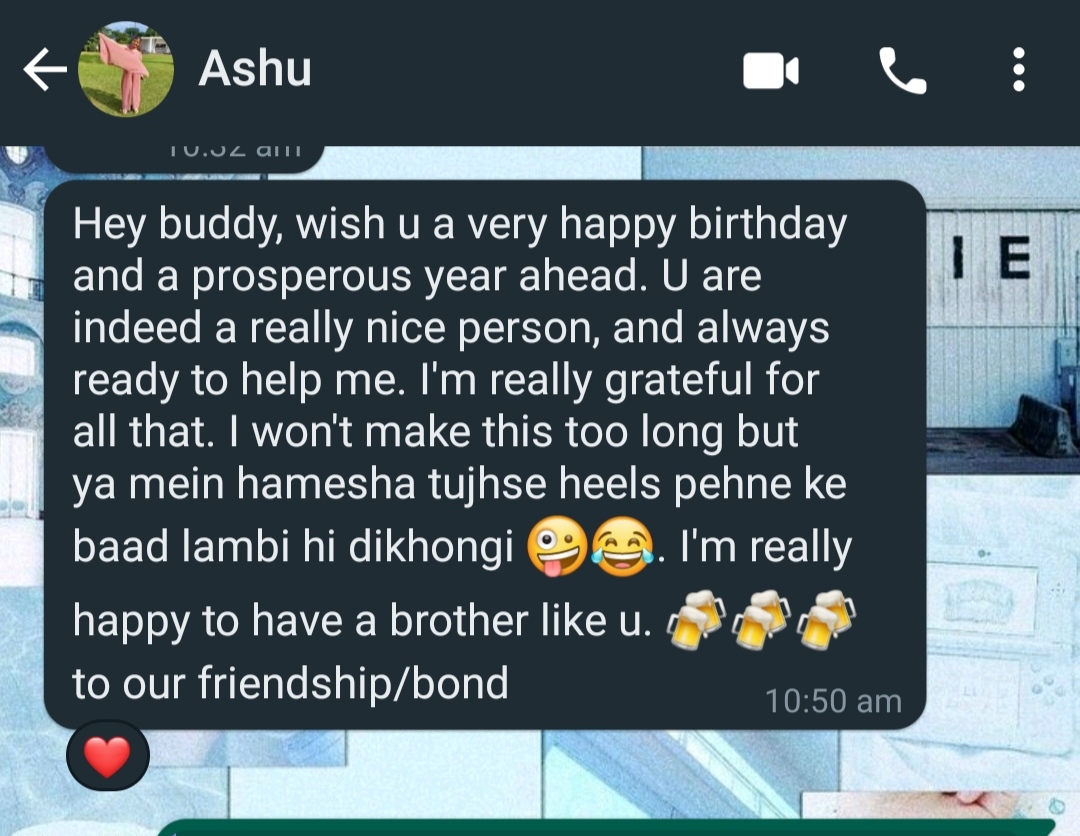 Ashu
10:52 am
Hey buddy, wish u a very happy birthday
and a prosperous year ahead. U are
indeed a really nice person, and always
ready to help me. I'm really grateful for
all that. I won't make this too long but
ya mein hamesha tujhse heels pehne ke
baad lambi hi dikhongi 🤪😂. I'm really
happy to have a brother like u. 🍻🍻🍻
to our friendship/bond
10:50 am
I E